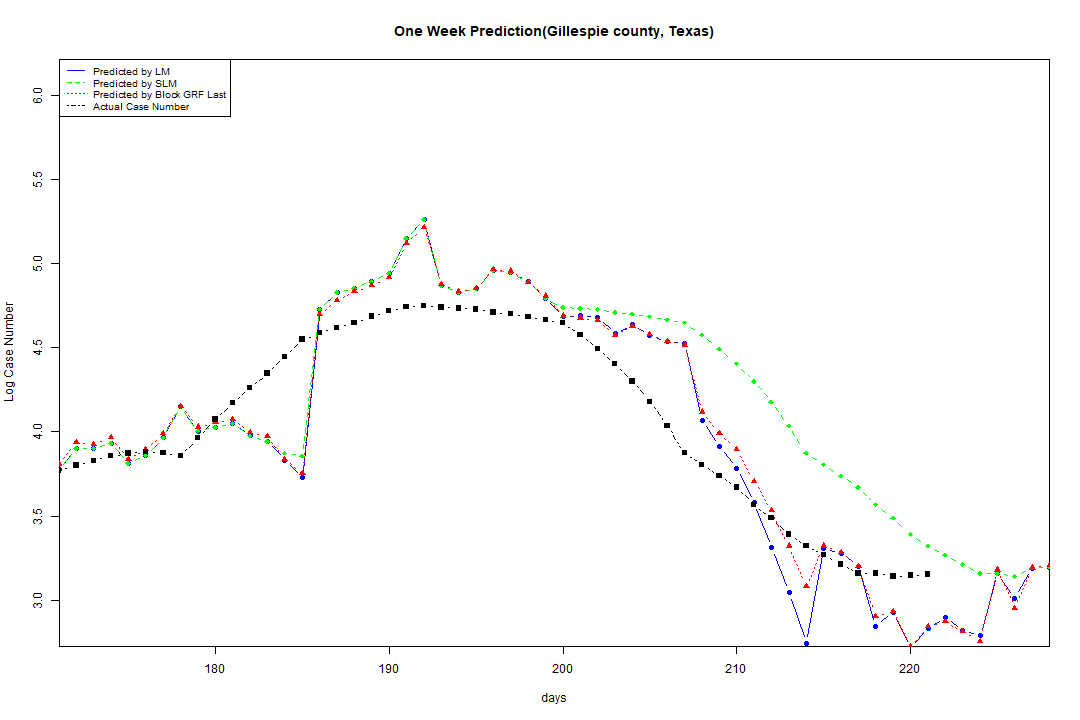 One Week Prediction(Gillespie county, Texas)
Predicted by LM
Predicted by SLM
Predicted by Block GRF Last
Actual Case Number
6.0
5.5
5.0
4.5
4.0
3.5
3.0
Log Case Number
180 190 200 210 220
days